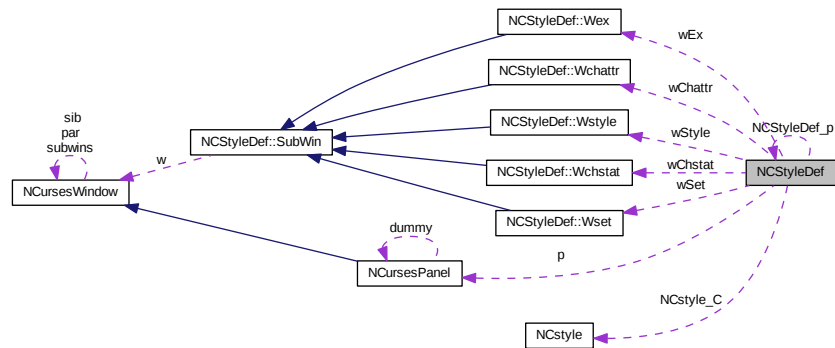 NCStyleDef::Wex
wEx
NCStyleDef::Wchattr
wChattr
sib
par
subwins
NCStyleDef::SubWin
NCStyleDef::Wstyle
wStyle
NCStyleDef_p
w
NCursesWindow
NCStyleDef::Wchstat
wChstat
NCStyleDef
wSet
NCStyleDef::Wset
dummy
NCursesPanel
p
NCstyle_C
NCstyle